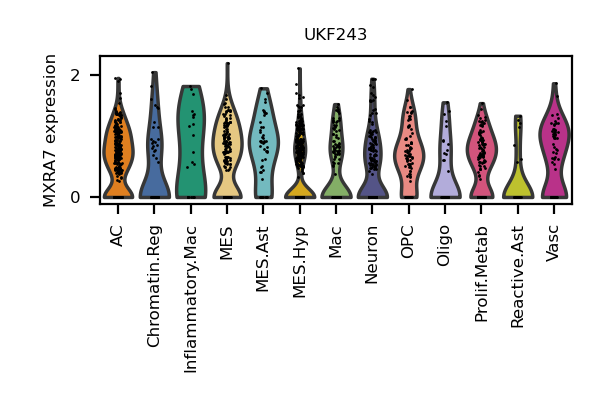 UKF243
MXRA7 expression
2
0
AC
Chromatin.Reg
Inflammatory.Mac
MES
MES.Ast
MES.Hyp
Mac
Neuron
OPC
Oligo
Prolif.Metab
Reactive.Ast
Vasc